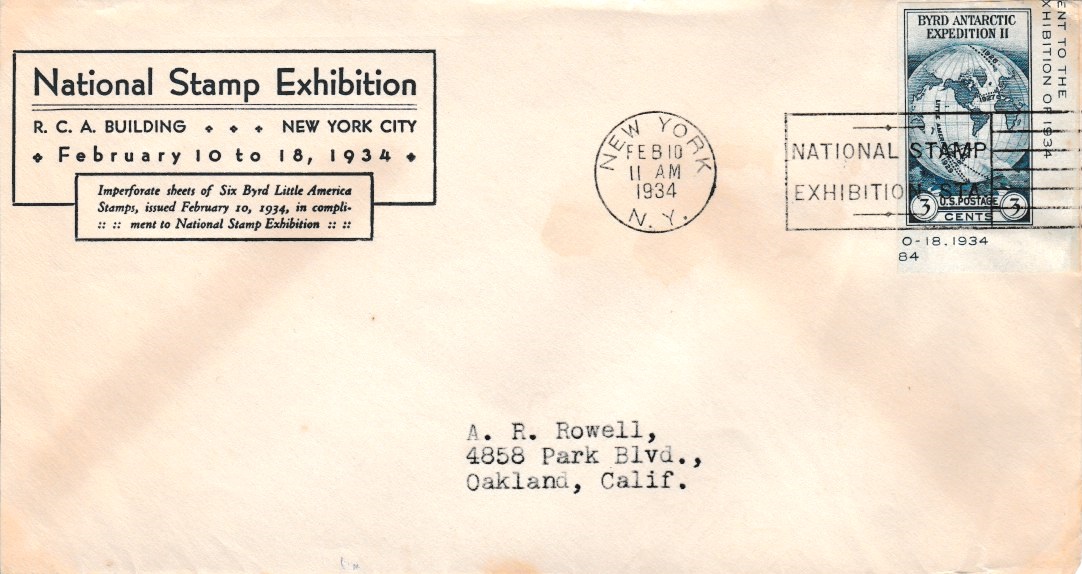 National Stamp Exhibition
R. C. A. BUILDING NEW YORK CITY
February 10 to 18, 1934
Imperforate sheets of Six Byrd Little America
Stamps, issued February 10, 1934, in compli-
:: :: ment to National Stamp Exhibition :: ::
NEW YORK
FEB 10
11 AM
1934
N. Y.
NATIONAL STAMP
EXHIBITION STA.
BYRD ANTARCTIC
EXPEDITION II
LITTLE AMERICA
U.S. POSTAGE
3 CENTS 3
ENT TO THE
XHIBITION OF 1934
0-18.1934
84
A. R. Rowell,
4858 Park Blvd.,
Oakland, Calif.